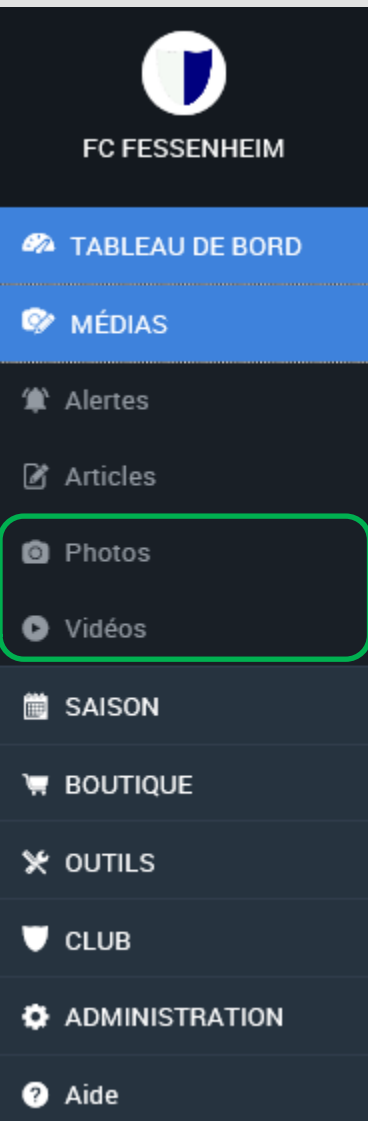 FC FESSENHEIM
TABLEAU DE BORD
MÉDIAS
Alertes
Articles
Photos
Vidéos
SAISON
BOUTIQUE
OUTILS
CLUB
ADMINISTRATION
Aide